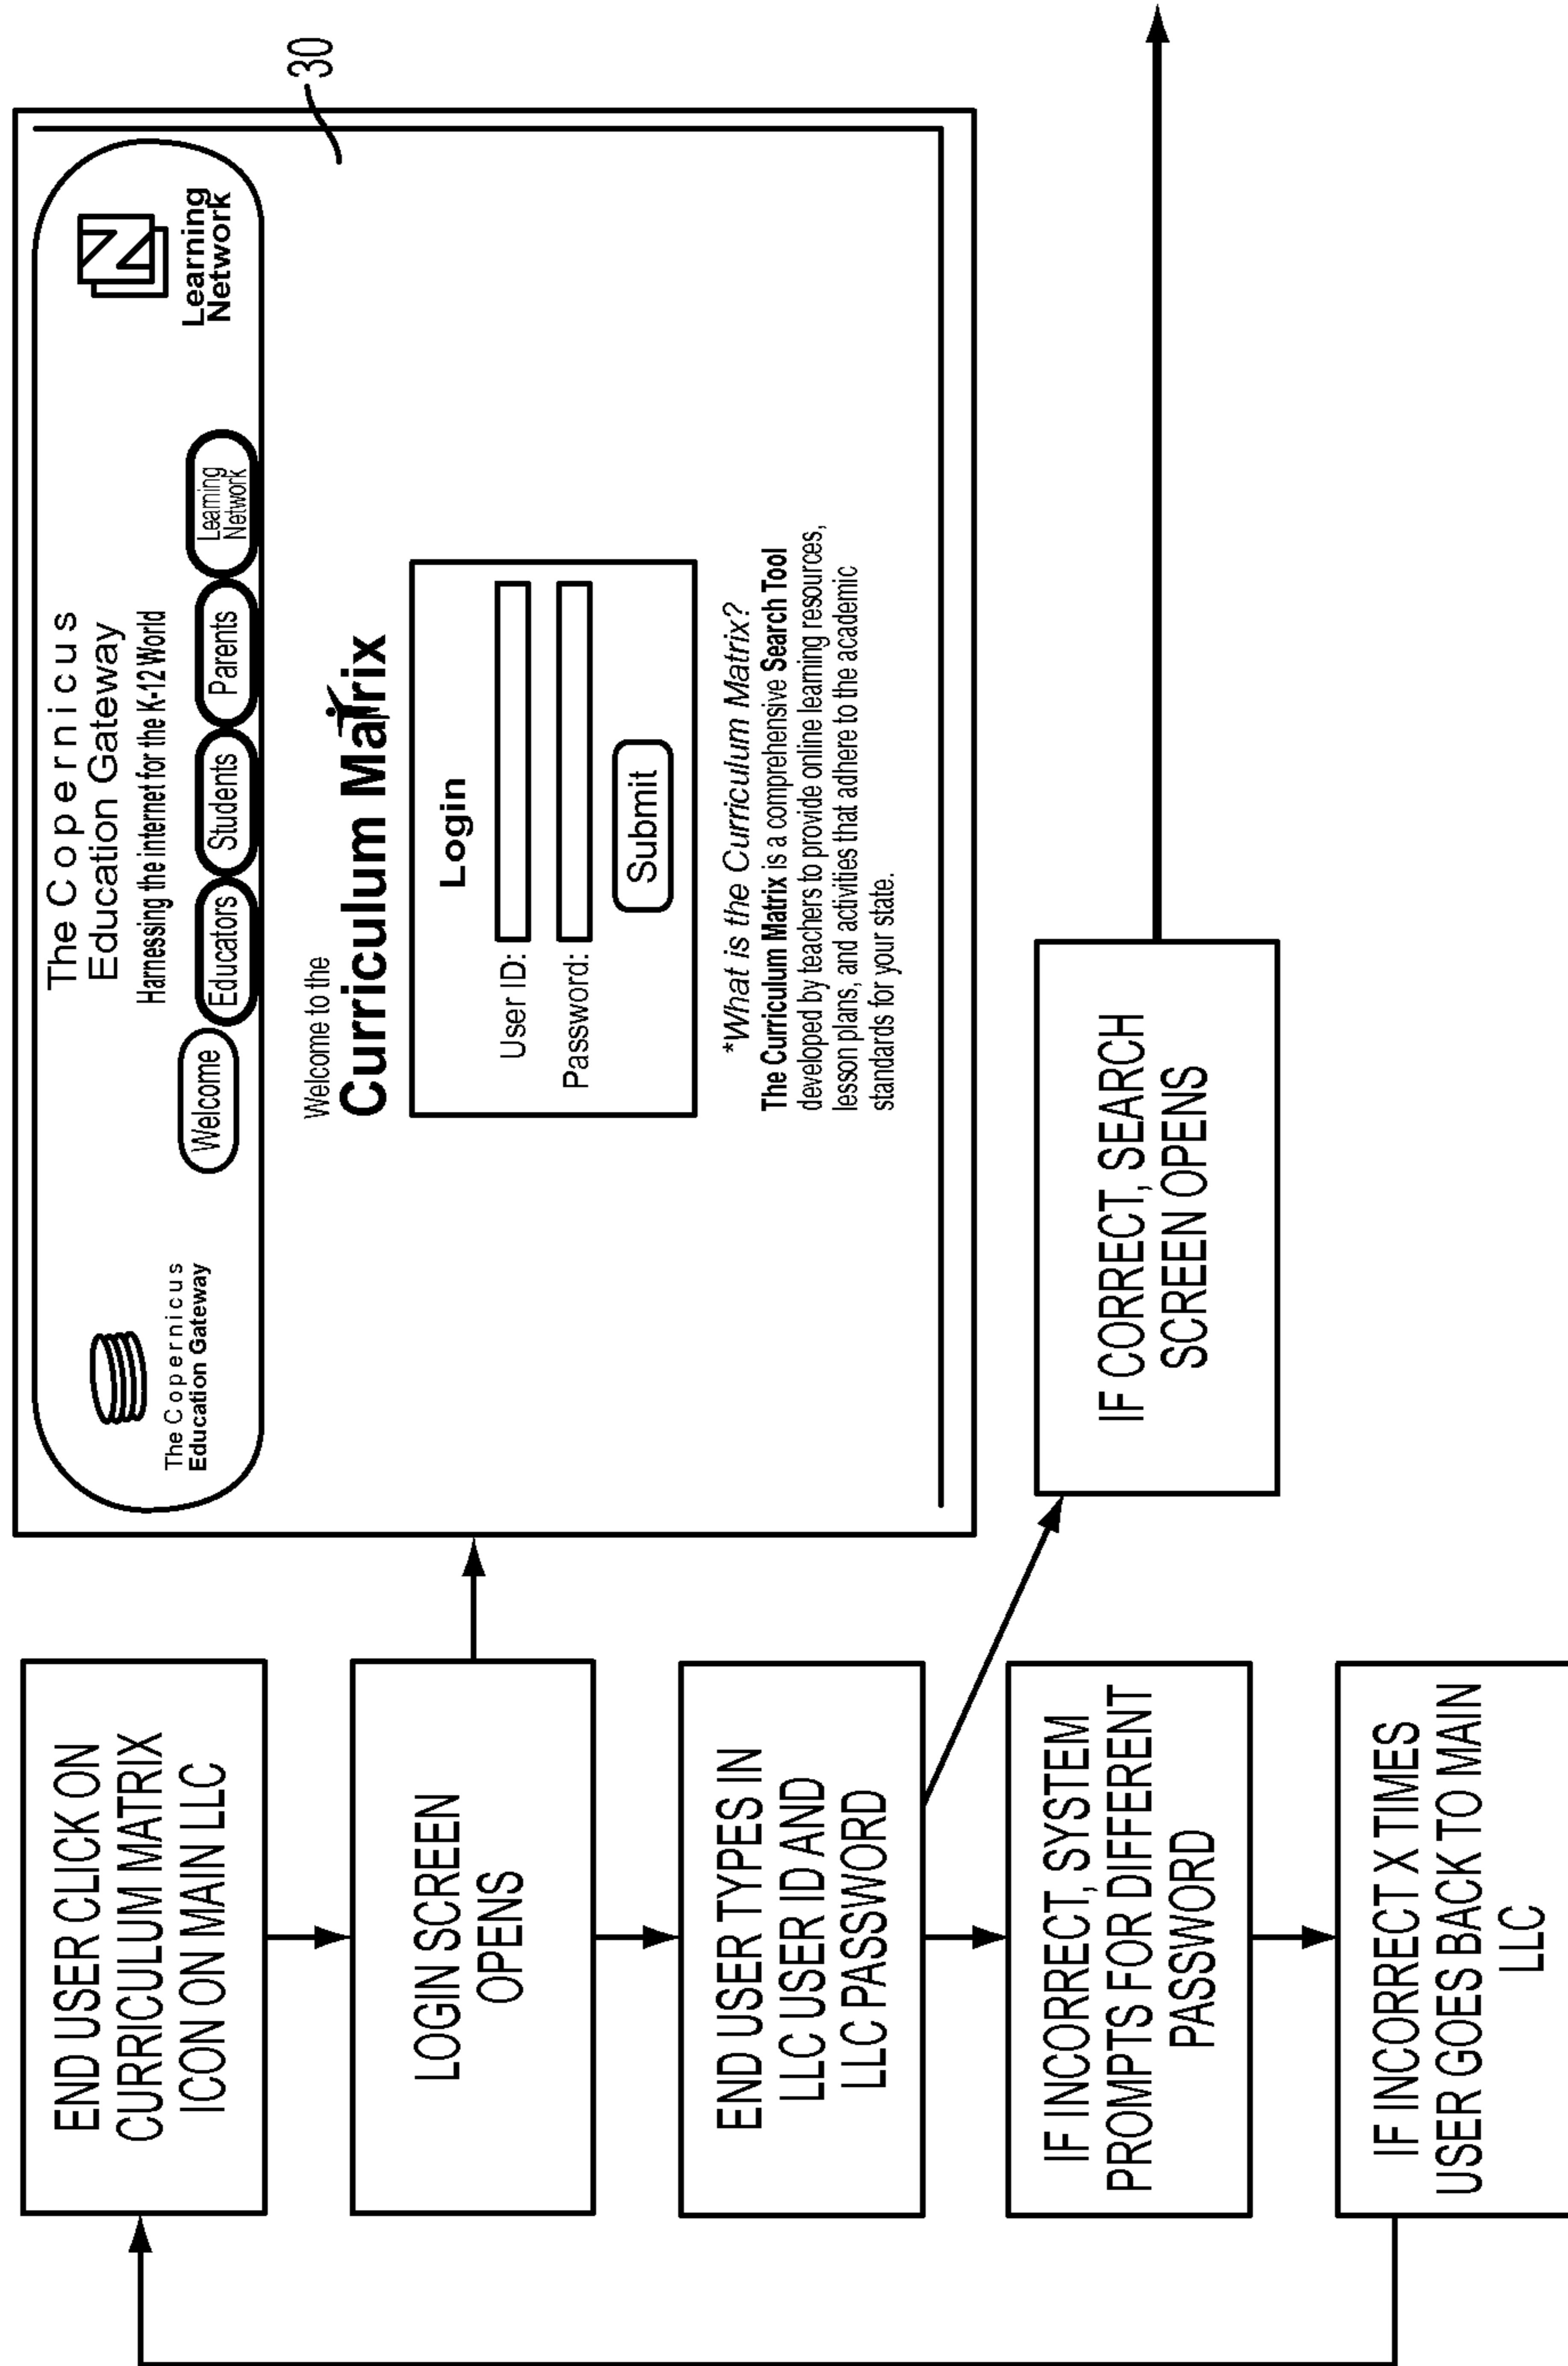 END USER CLICK ON
CURRICULUM MATRIX
ICON ON MAIN LLC
LOGIN SCREEN
OPENS
END USER TYPES IN
LLC USER ID AND
LLC PASSWORD
IF INCORRECT, SYSTEM
PROMPTS FOR DIFFERENT
PASSWORD
IF INCORRECT X TIMES
USER GOES BACK TO MAIN
LLC
The Copernicus
Education Gateway
The Copernicus
Education Gateway
Harnessing the internet for the K-12 World
Welcome
Educators
Students
Parents
Learning
Network
Learning
Network
30
Welcome to the
Curriculum Matrix
Login
User ID:
Password:
Submit
*What is the Curriculum Matrix?
The Curriculum Matrix is a comprehensive Search Tool
developed by teachers to provide online learning resources,
lesson plans, and activities that adhere to the academic
standards for your state.
IF CORRECT, SEARCH
SCREEN OPENS